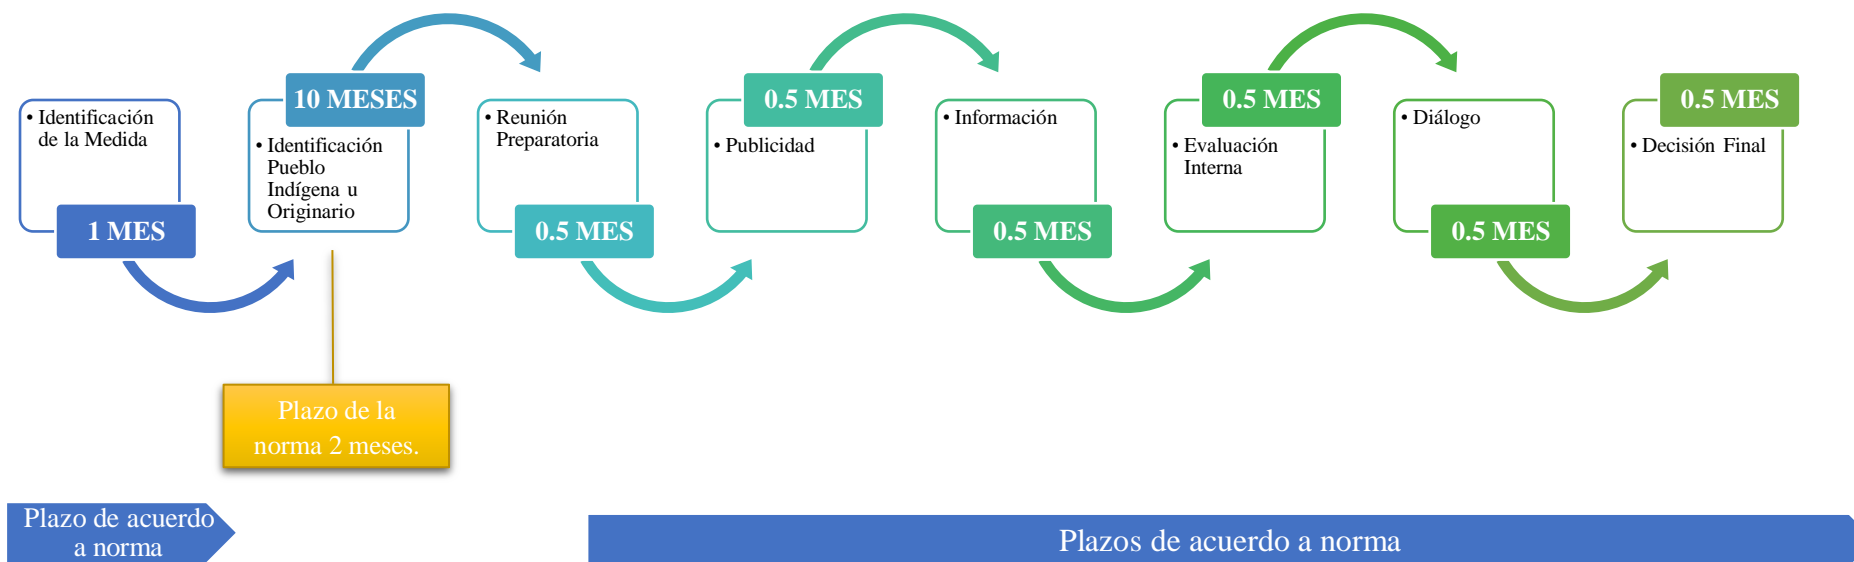 • Identificación
de la Medida
1 MES
10 MESES
• Identificación
Pueblo
Indígena u
Originario
• Reunión
Preparatoria
0.5 MES
0.5 MES
• Publicidad
• Información
0.5 MES
0.5 MES
• Evaluación
Interna
• Diálogo
0.5 MES
0.5 MES
• Decisión Final
Plazo de la
norma 2 meses.
Plazo de acuerdo
a norma
Plazos de acuerdo a norma